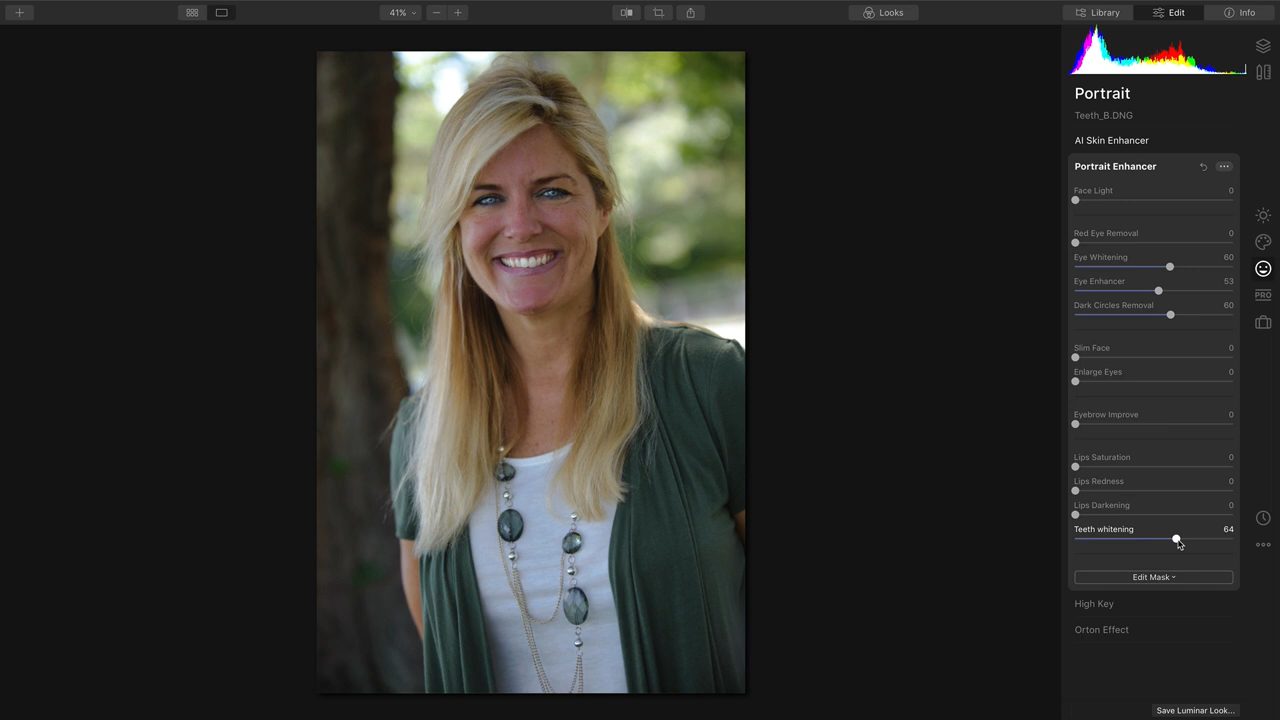 41%
Looks
Library
Edit
Info
Portrait
Teeth_B.DNG
AI Skin Enhancer
Portrait Enhancer
Face Light 0
Red Eye Removal 0
Eye Whitening 60
Eye Enhancer 53
Dark Circles Removal 60
Slim Face 0
Enlarge Eyes 0
Eyebrow Improve 0
Lips Saturation 0
Lips Redness 0
Lips Darkening 0
Teeth whitening 64
Edit Mask
High Key
Orton Effect
PRO
Save Luminar Look...